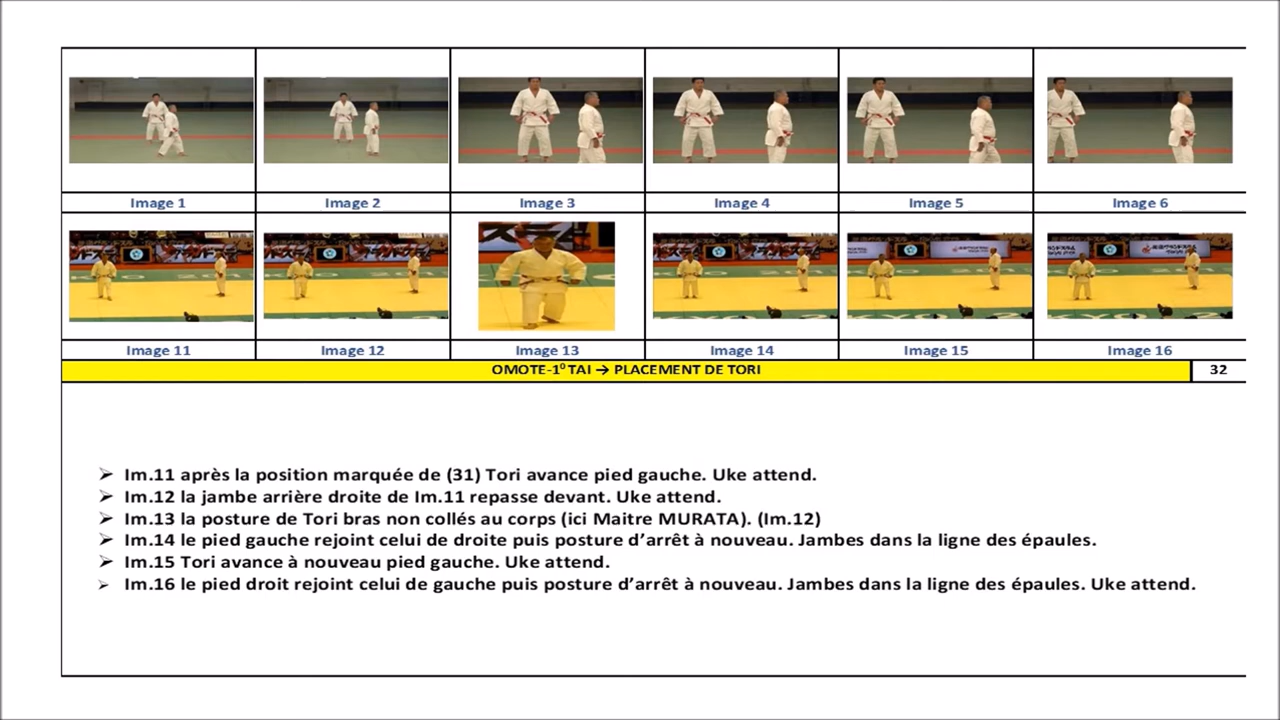 Image 1 Image 2 Image 3 Image 4 Image 5 Image 6
Image 11 Image 12 Image 13 Image 14 Image 15 Image 16
OMOTE-1⁰ TAI → PLACEMENT DE TORI 32
➢ Im.11 après la position marquée de (31) Tori avance pied gauche. Uke attend.
➢ Im.12 la jambe arrière droite de Im.11 repasse devant. Uke attend.
➢ Im.13 la posture de Tori bras non collés au corps (ici Maitre MURATA). (Im.12)
➢ Im.14 le pied gauche rejoint celui de droite puis posture d’arrêt à nouveau. Jambes dans la ligne des épaules.
➢ Im.15 Tori avance à nouveau pied gauche. Uke attend.
➢ Im.16 le pied droit rejoint celui de gauche puis posture d’arrêt à nouveau. Jambes dans la ligne des épaules. Uke attend.